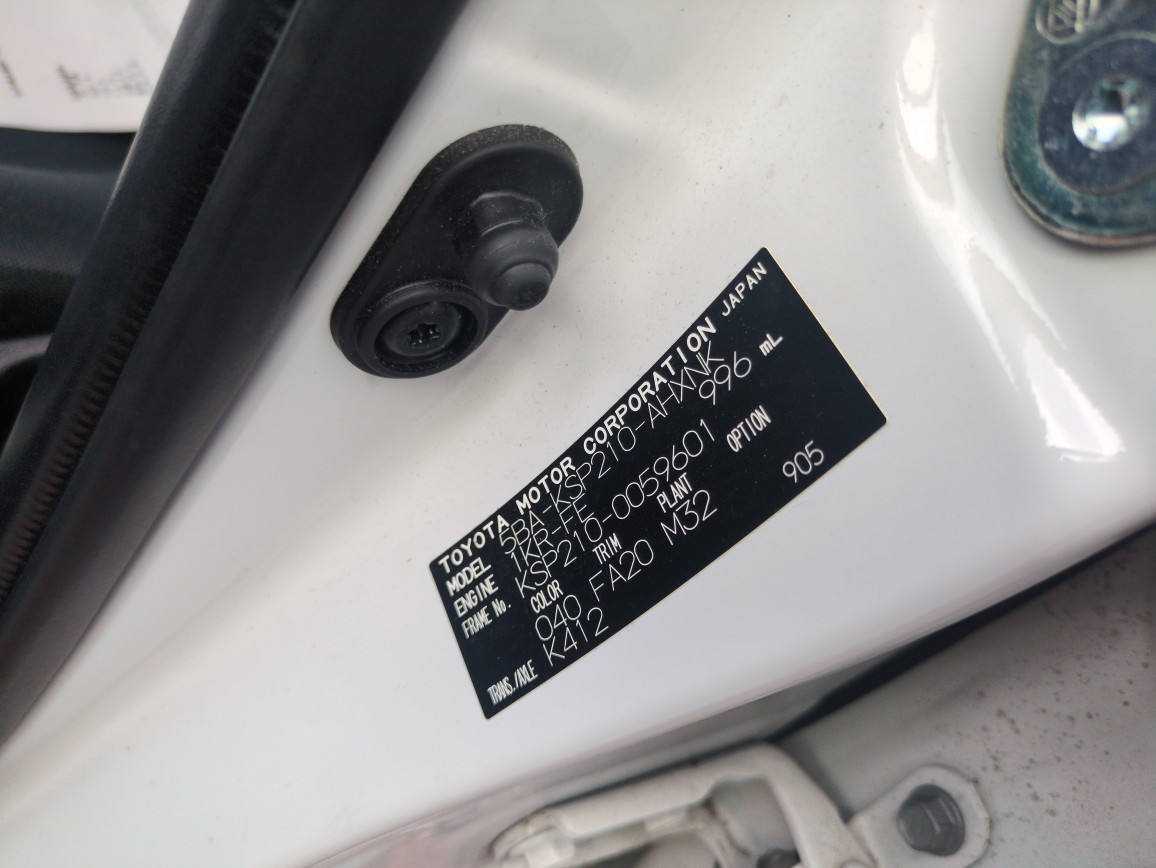 TOYOTA MOTOR CORPORATION JAPAN
MODEL 5BA-KSP210-AHXNK
ENGINE 1KR-FE 996 mL
FRAME No. KSP210-0059601
COLOR TRIM PLANT OPTION
040 FA20 M32 905
TRANS./AXLE K412